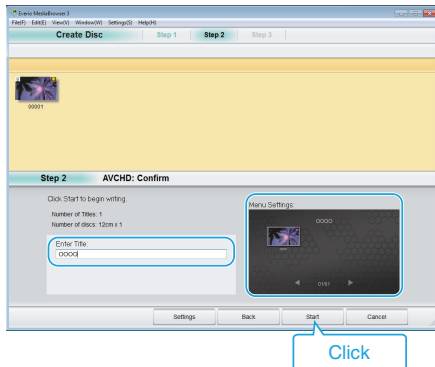 Everio MediaBrowse 3
File(F) Edit(E) View(V) Window(W) Settings(S) Help(H)
Create Disc Step 1 Step 2 Step 3
00001
Step 2 AVCHD: Confirm
Click Start to begin writing.
Number of Titles: 1
Number of discs: 12cm x 1
Enter Title:
oooo
Menu Settings:
oooo
01/01
Settings Back Start Cancel
Click